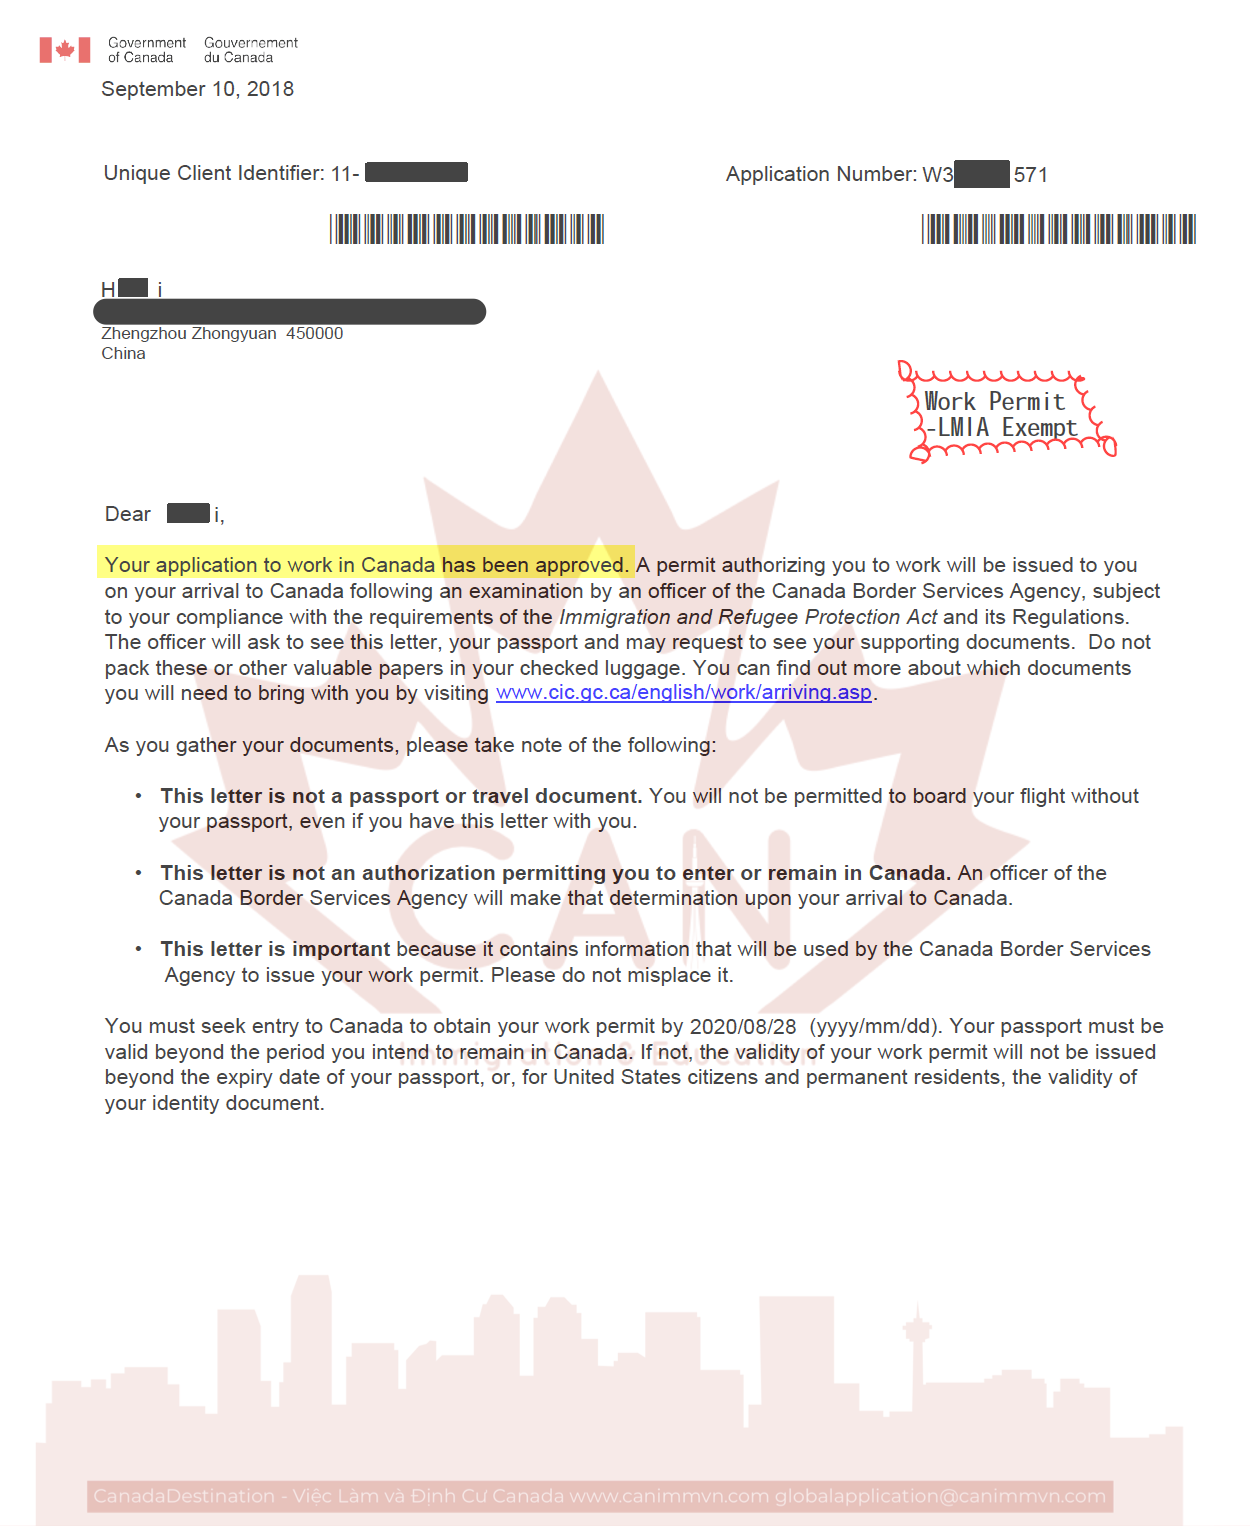 Government of Canada
Gouvernement du Canada
September 10, 2018
Unique Client Identifier: 11-
Application Number: W3 571
H i
Zhengzhou Zhongyuan 450000
China
Work Permit
-LMIA Exempt
Dear i,
Your application to work in Canada has been approved. A permit authorizing you to work will be issued to you
on your arrival to Canada following an examination by an officer of the Canada Border Services Agency, subject
to your compliance with the requirements of the Immigration and Refugee Protection Act and its Regulations.
The officer will ask to see this letter, your passport and may request to see your supporting documents. Do not
pack these or other valuable papers in your checked luggage. You can find out more about which documents
you will need to bring with you by visiting www.cic.gc.ca/english/work/arriving.asp.
As you gather your documents, please take note of the following:
• This letter is not a passport or travel document. You will not be permitted to board your flight without
your passport, even if you have this letter with you.
• This letter is not an authorization permitting you to enter or remain in Canada. An officer of the
Canada Border Services Agency will make that determination upon your arrival to Canada.
• This letter is important because it contains information that will be used by the Canada Border Services
Agency to issue your work permit. Please do not misplace it.
You must seek entry to Canada to obtain your work permit by 2020/08/28 (yyyy/mm/dd). Your passport must be
valid beyond the period you intend to remain in Canada. If not, the validity of your work permit will not be issued
beyond the expiry date of your passport, or, for United States citizens and permanent residents, the validity of
your identity document.
CAN
Immigration & Education
CanadaDestination - Việc Làm và Định Cư Canada www.canimmvn.com globalapplication@canimmvn.com